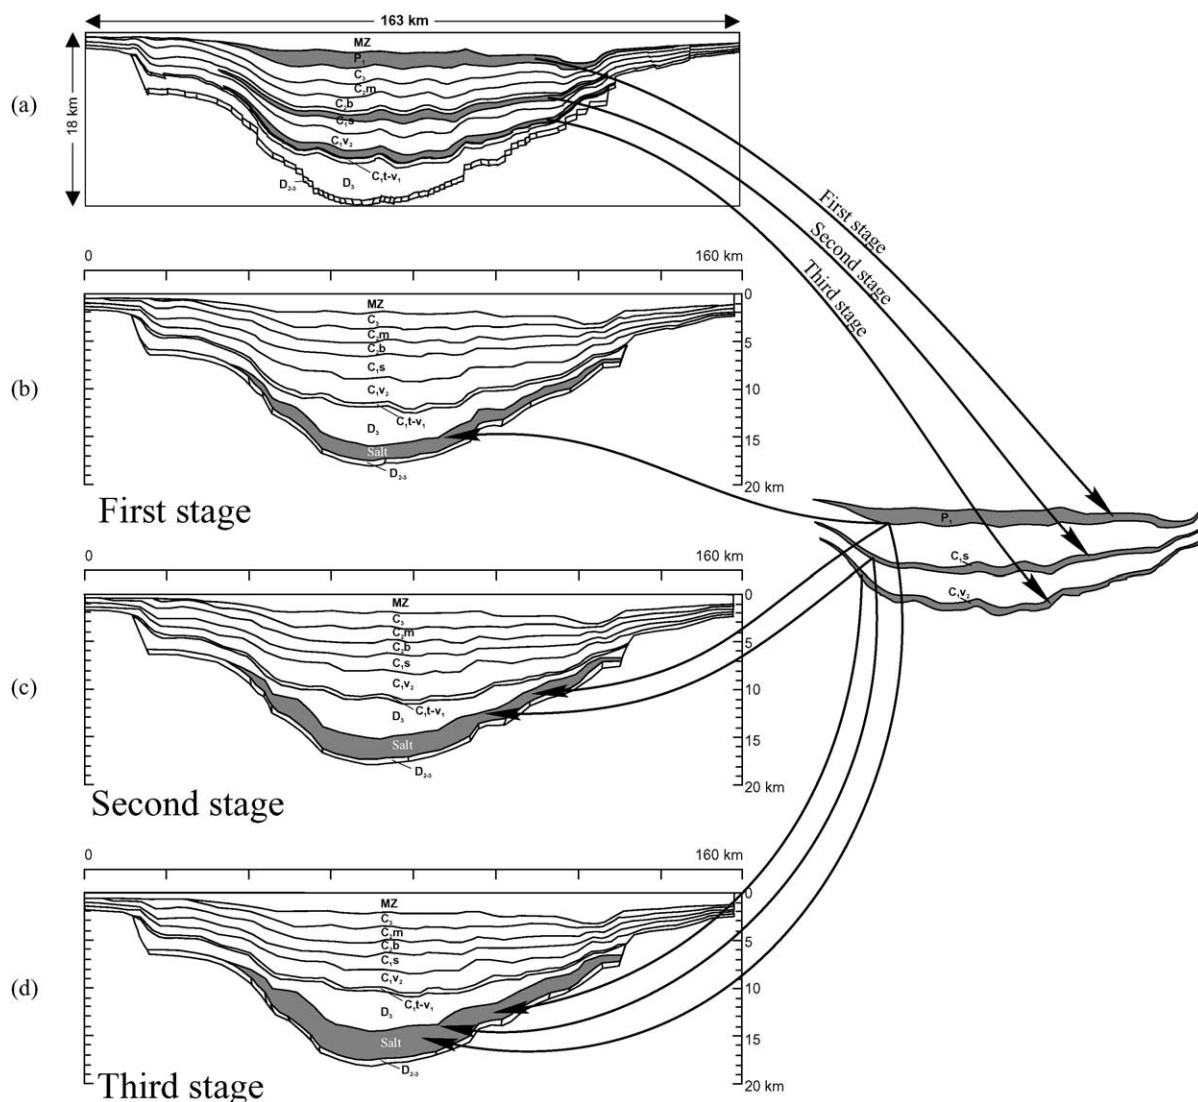 163 km
(a)
18 km
MZ
P₁
C₃
C₂m
C₂b
C₁s
C₁v₂
C₁t-v₁
D₃
D₂₋₃
First stage
Second stage
Third stage
0 160 km
(b)
MZ
C₃
C₂m
C₂b
C₁s
C₁v₂
C₁t-v₁
D₃
Salt
D₂₋₃
0
5
10
15
20 km
First stage
P₁
C₁s
C₁v₂
0 160 km
(c)
MZ
C₃
C₂m
C₂b
C₁s
C₁v₂
C₁t-v₁
D₃
Salt
D₂₋₃
0
5
10
15
20 km
Second stage
0 160 km
(d)
MZ
C₃
C₂m
C₂b
C₁s
C₁v₂
C₁t-v₁
D₃
Salt
D₂₋₃
0
5
10
15
20 km
Third stage